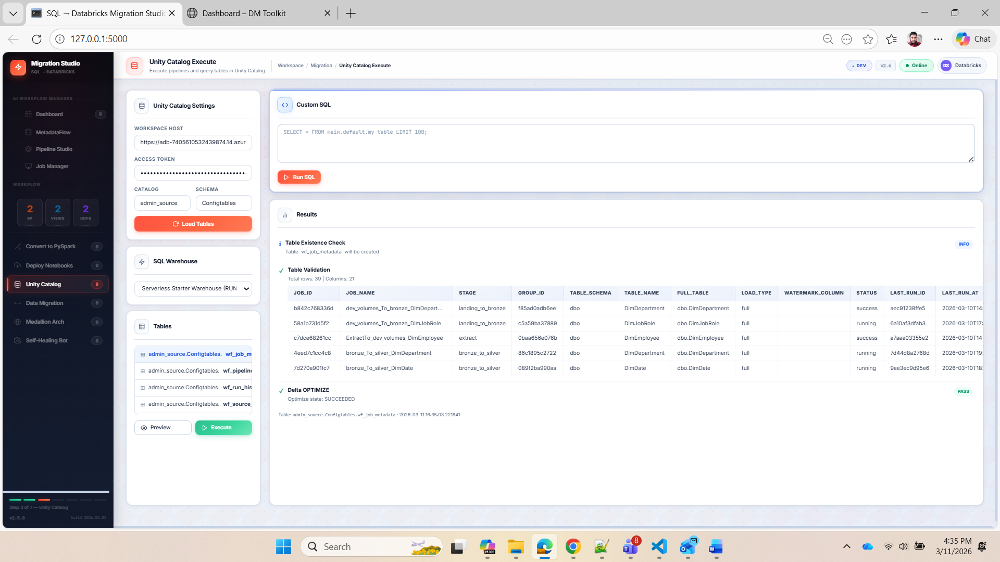 SQL → Databricks Migration Studio
Dashboard – DM Toolkit
127.0.0.1:5000
Chat
Migration Studio
SQL → DATABRICKS
AI WORKFLOW MANAGER
Dashboard 0
MetadataFlow
Pipeline Studio
Job Manager
WORKFLOW
2 2 2
SP VIEWS UDFS
Convert to PySpark 0
Deploy Notebooks 0
Unity Catalog 0
Data Migration 0
Medallion Arch 0
Self-Healing Bot 0
Step 3 of 7 — Unity Catalog
v2.5.0 build 2026.03.01
Unity Catalog Execute
Execute pipelines and query tables in Unity Catalog
Workspace / Migration / Unity Catalog Execute
DEV v2.4 Online DX Databricks
Unity Catalog Settings
WORKSPACE HOST
https://adb-7405610532439874.14.azur
ACCESS TOKEN
CATALOG SCHEMA
admin_source Configtables
Load Tables
SQL Warehouse
Serverless Starter Warehouse (RUN
Tables
admin_source.Configtables. wf_job_m
admin_source.Configtables. wf_pipeline
admin_source.Configtables. wf_run_his
admin_source.Configtables. wf_source_
Preview Execute
Custom SQL
SELECT * FROM main.default.my_table LIMIT 100;
Run SQL
Results
Table Existence Check INFO
Table `wf_job_metadata` will be created
Table Validation
Total rows: 39 | Columns: 21
JOB_ID JOB_NAME STAGE GROUP_ID TABLE_SCHEMA TABLE_NAME FULL_TABLE LOAD_TYPE WATERMARK_COLUMN STATUS LAST_RUN_ID LAST_RUN_AT
b842c768336d dev_volumes_To_bronze_DimDepart... landing_to_bronze f85ad0adb6ee dbo DimDepartment dbo.DimDepartment full success aec91238ffe5 2026-03-10T14:
58a1b731d5f2 dev_volumes_To_bronze_DimJobRole landing_to_bronze c5a59ba37889 dbo DimJobRole dbo.DimJobRole full running 6a10af3dfab3 2026-03-10T17:
c7dce68261cc ExtractTo_dev_volumes_DimEmployee extract 0baa656e076b dbo DimEmployee dbo.DimEmployee full success a7aaa03355e2 2026-03-10T14:
4eed7c1cc4c8 bronze_To_silver_DimDepartment bronze_to_silver 86c1895c2722 dbo DimDepartment dbo.DimDepartment full running 7d44d8a2768d 2026-03-10T19:
7d270a901fc7 bronze_To_silver_DimDate bronze_to_silver 089f2ba990aa dbo DimDate dbo.DimDate full running 9ae3ec9d95e6 2026-03-10T18:
Delta OPTIMIZE PASS
Optimize state: SUCCEEDED
Table: admin_source.Configtables.wf_job_metadata · 2026-03-11 16:35:03.221841
Search
M365
8
4:35 PM
3/11/2026